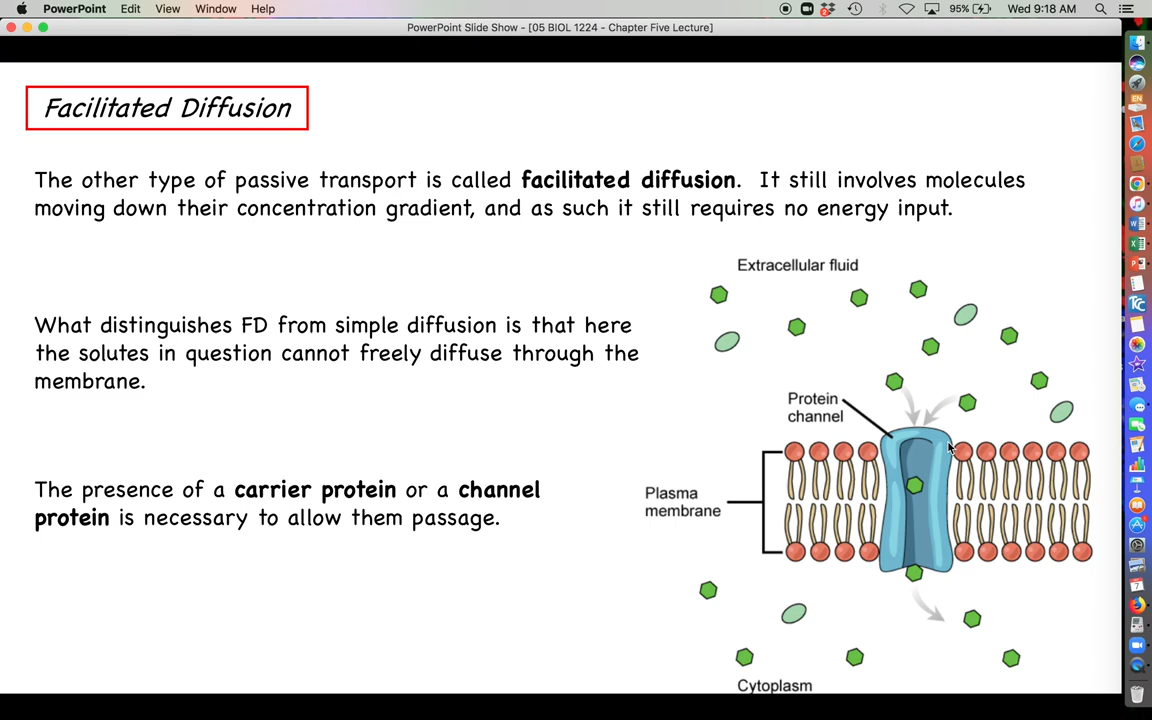 PowerPoint Edit View Window Help 95% Wed 9:18 AM
PowerPoint Slide Show - [05 BIOL 1224 - Chapter Five Lecture]
Facilitated Diffusion
The other type of passive transport is called facilitated diffusion. It still involves molecules
moving down their concentration gradient, and as such it still requires no energy input.
Extracellular fluid
What distinguishes FD from simple diffusion is that here
the solutes in question cannot freely diffuse through the
membrane.
Protein
channel
The presence of a carrier protein or a channel
protein is necessary to allow them passage.
Plasma
membrane
Cytoplasm